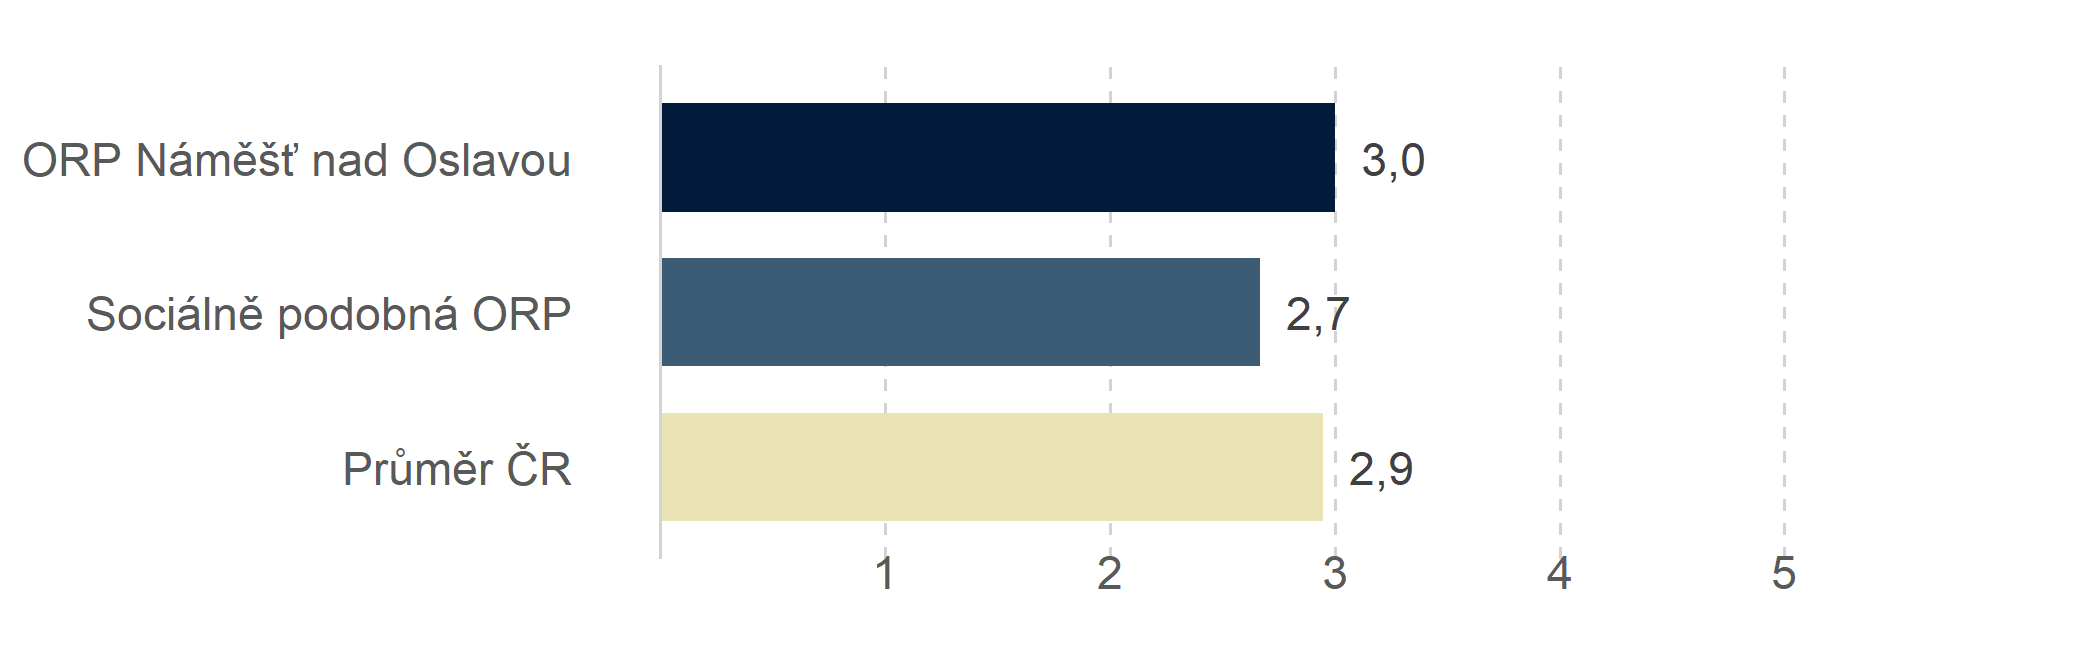 ORP Náměšť nad Oslavou 3,0
Sociálně podobná ORP 2,7
Průměr ČR 2,9
1 2 3 4 5